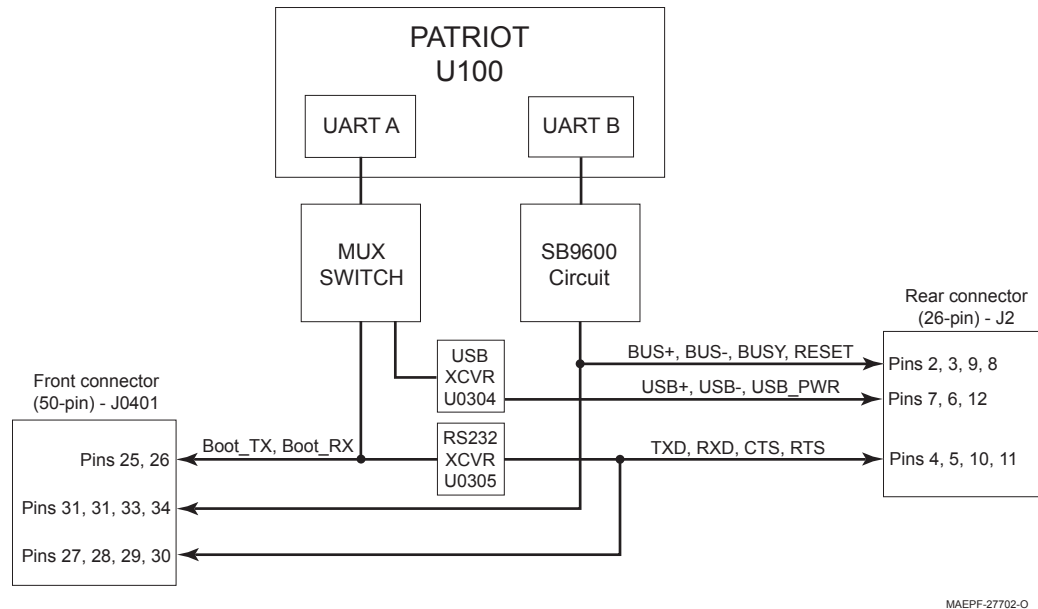 PATRIOT
U100
UART A
UART B
MUX
SWITCH
SB9600
Circuit
Rear connector
(26-pin) - J2
BUS+, BUS-, BUSY, RESET
Pins 2, 3, 9, 8
USB
XCVR
U0304
USB+, USB-, USB_PWR
Pins 7, 6, 12
Front connector
(50-pin) - J0401
Pins 25, 26
Boot_TX, Boot_RX
RS232
XCVR
U0305
TXD, RXD, CTS, RTS
Pins 4, 5, 10, 11
Pins 31, 31, 33, 34
Pins 27, 28, 29, 30
MAEPF-27702-O